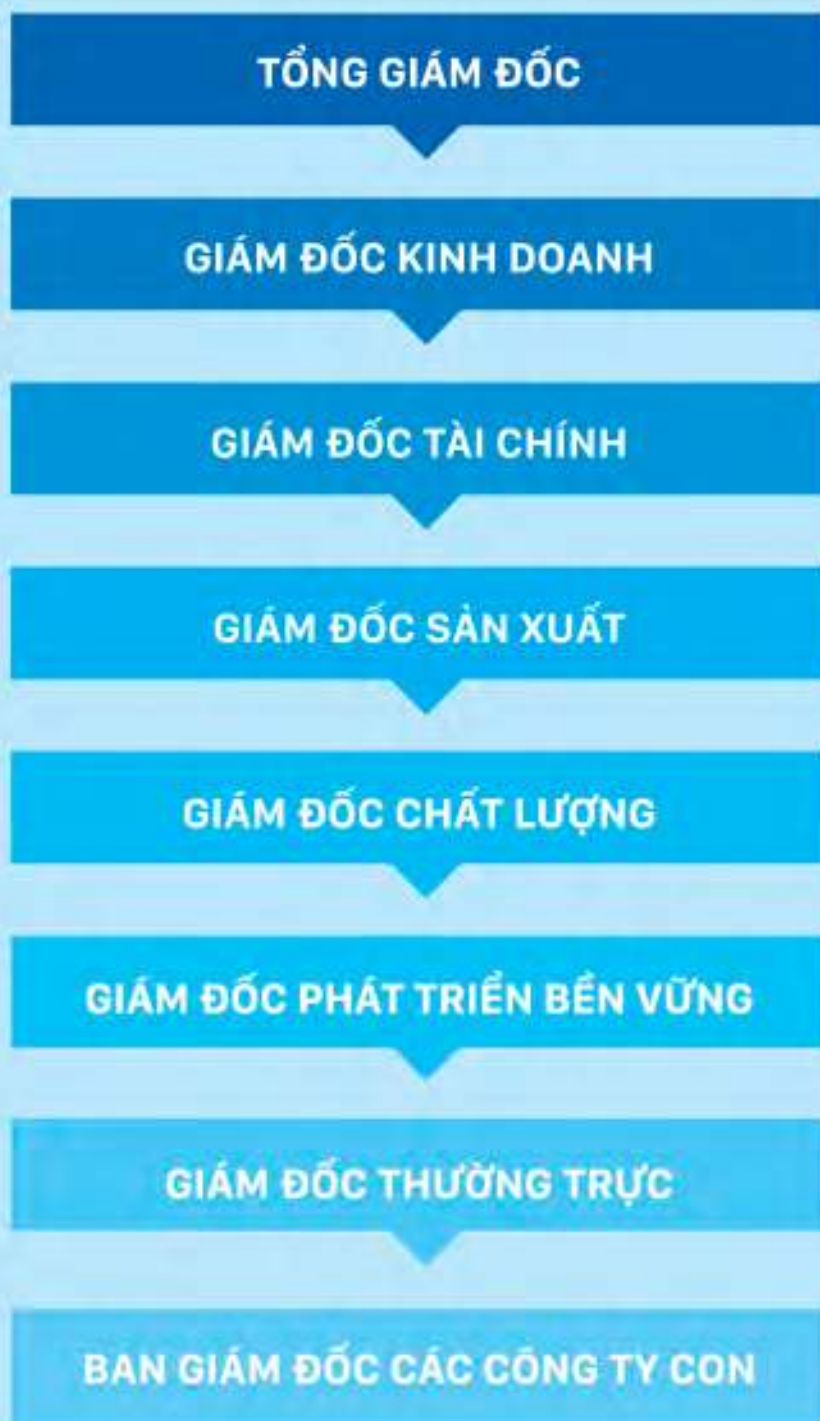 TỔNG GIÁM ĐỐC
GIÁM ĐỐC KINH DOANH
GIÁM ĐỐC TÀI CHÍNH
GIÁM ĐỐC SẢN XUẤT
GIÁM ĐỐC CHẤT LƯỢNG
GIÁM ĐỐC PHÁT TRIỂN BỀN VỮNG
GIÁM ĐỐC THƯỜNG TRỰC
BAN GIÁM ĐỐC CÁC CÔNG TY CON